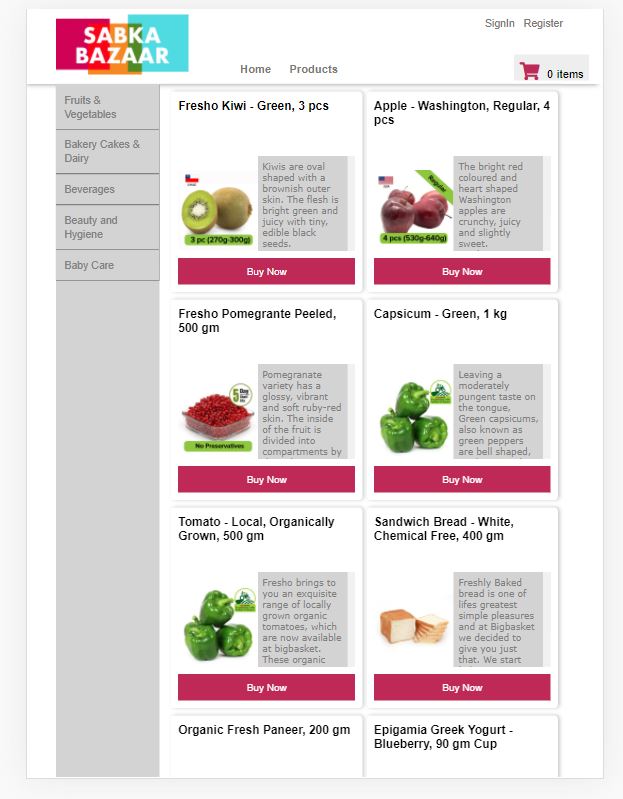 SABKA
BAZAAR
SignIn Register
Home Products
0 items
Fruits &
Vegetables
Bakery Cakes &
Dairy
Beverages
Beauty and
Hygiene
Baby Care
Fresho Kiwi - Green, 3 pcs
3 pc (270g-300g)
Kiwis are oval
shaped with a
brownish outer
skin. The flesh is
bright green and
juicy with tiny,
edible black
seeds.
Buy Now
Apple - Washington, Regular, 4
pcs
Regular
4 pcs (530g-640g)
The bright red
coloured and
heart shaped
Washington
apples are
crunchy, juicy
and slightly
sweet.
Buy Now
Fresho Pomegrante Peeled,
500 gm
5 Day
No Preservatives
Pomegranate
variety has a
glossy, vibrant
and soft ruby-red
skin. The inside
of the fruit is
divided into
compartments by
Buy Now
Capsicum - Green, 1 kg
Leaving a
moderately
pungent taste on
the tongue,
Green capsicums,
also known as
green peppers
are bell shaped,
Buy Now
Tomato - Local, Organically
Grown, 500 gm
Fresho brings to
you an exquisite
range of locally
grown organic
tomatoes, which
are now available
at bigbasket.
These organic
Buy Now
Sandwich Bread - White,
Chemical Free, 400 gm
Freshly Baked
bread is one of
lifes greatest
simple pleasures
and at Bigbasket
we decided to
give you just
that. We start
Buy Now
Organic Fresh Paneer, 200 gm
Epigamia Greek Yogurt -
Blueberry, 90 gm Cup